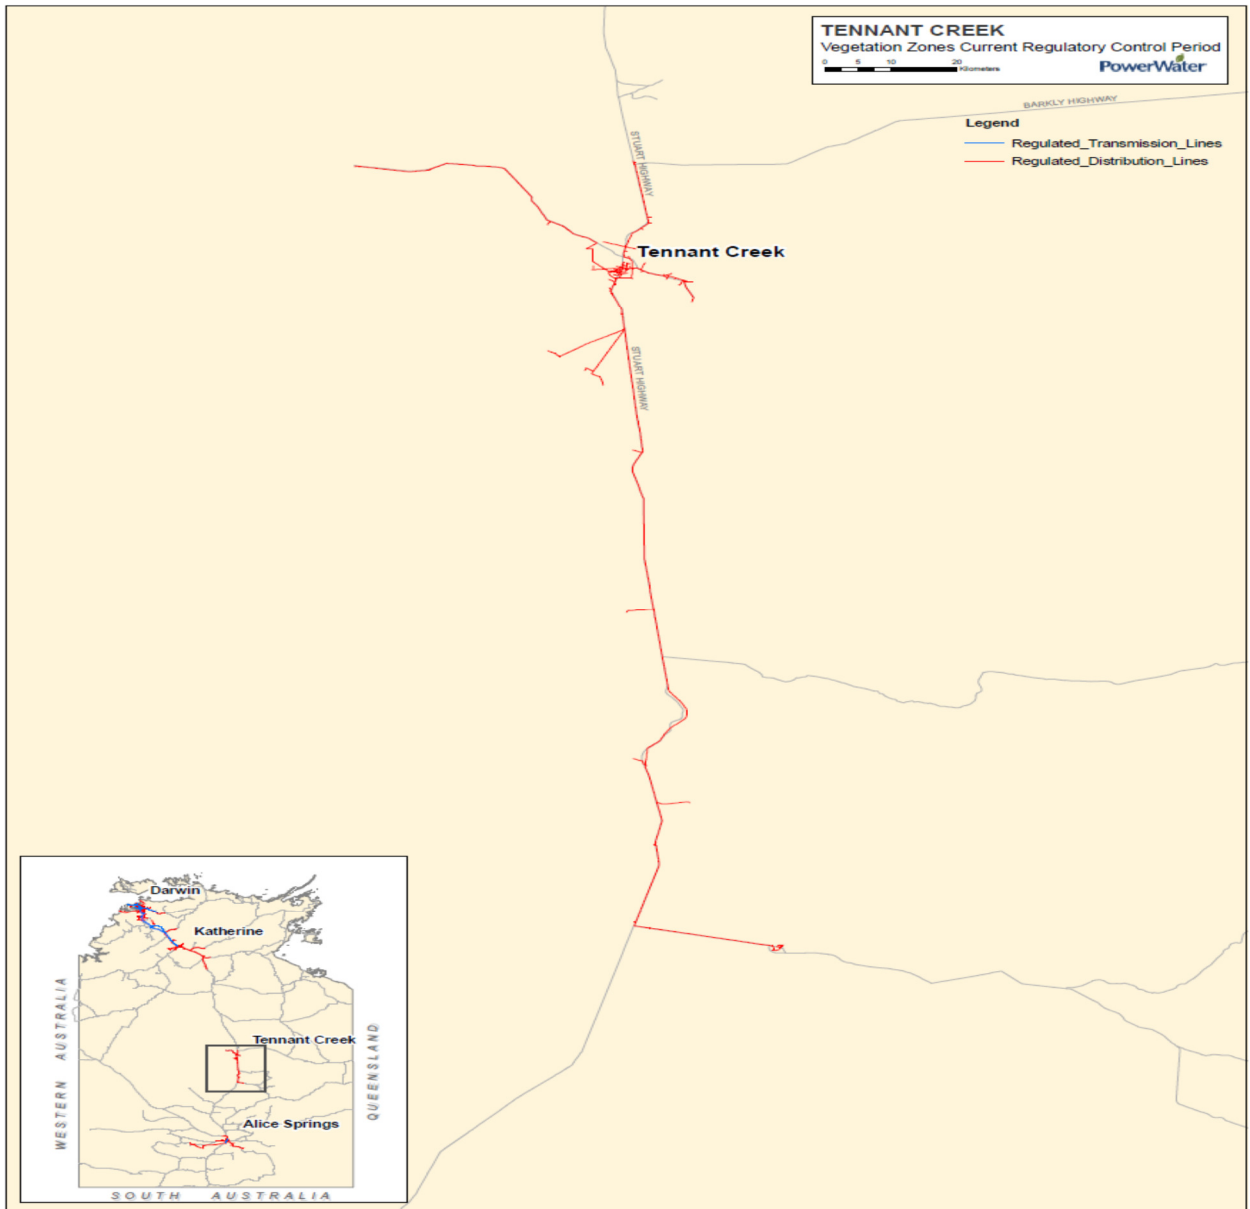 TENNANT CREEK
Vegetation Zones Current Regulatory Control Period
0 5 10 20
Kilometers
PowerWater
BARKLY HIGHWAY
Legend
Regulated_Transmission_Lines
Regulated_Distribution_Lines
STUART HIGHWAY
Tennant Creek
STUART HIGHWAY
Darwin
Katherine
WESTERN AUSTRALIA
Tennant Creek
QUEENSLAND
Alice Springs
SOUTH AUSTRALIA